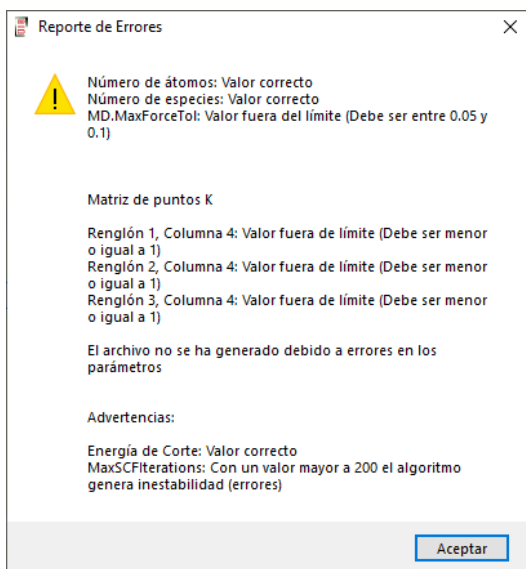 Reporte de Errores
Número de átomos: Valor correcto
Número de especies: Valor correcto
MD.MaxForceTol: Valor fuera del límite (Debe ser entre 0.05 y
0.1)
Matriz de puntos K
Renglón 1, Columna 4: Valor fuera de límite (Debe ser menor
o igual a 1)
Renglón 2, Columna 4: Valor fuera de límite (Debe ser menor
o igual a 1)
Renglón 3, Columna 4: Valor fuera de límite (Debe ser menor
o igual a 1)
El archivo no se ha generado debido a errores en los
parámetros
Advertencias:
Energía de Corte: Valor correcto
MaxSCFIterations: Con un valor mayor a 200 el algoritmo
genera inestabilidad (errores)
Aceptar